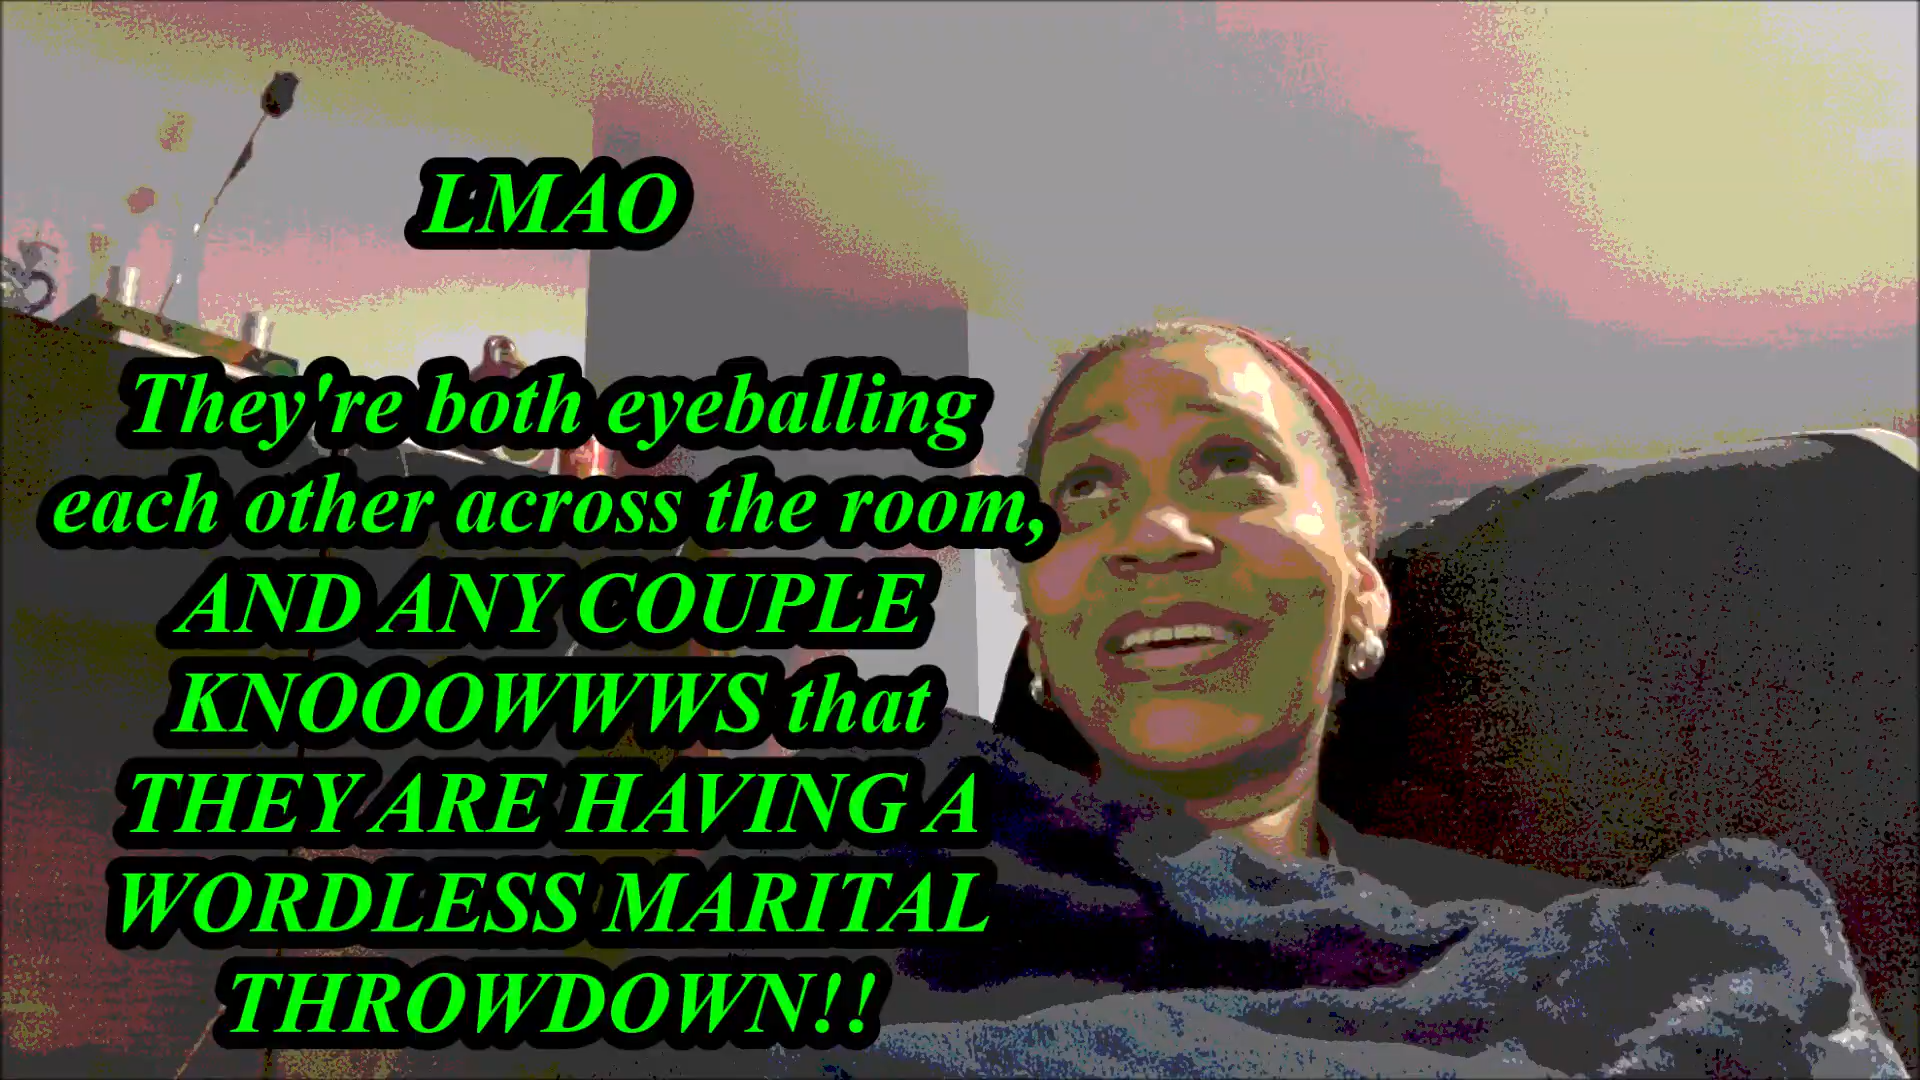 LMAO
They're both eyeballing
each other across the room,
AND ANY COUPLE
KNOOOWWWS that
THEY ARE HAVING A
WORDLESS MARITAL
THROWDOWN!!